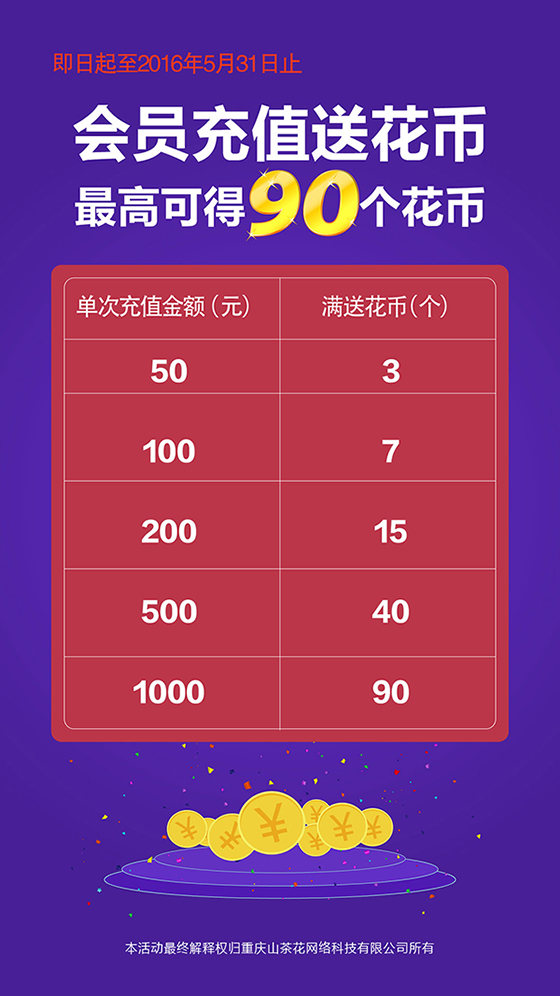 即日起至2016年5月31日止
会员充值送花币
最高可得90个花币
单次充值金额（元） 满送花币（个）
50 3
100 7
200 15
500 40
1000 90
本活动最终解释权归重庆山茶花网络科技有限公司所有